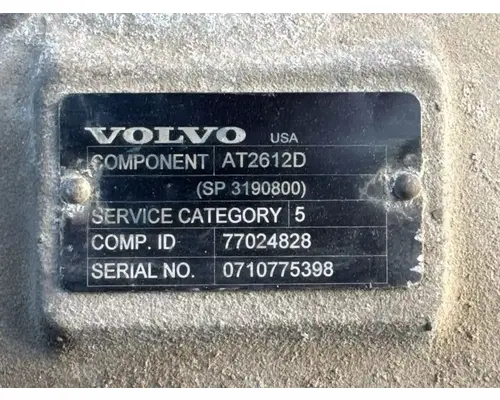 VOLVO USA
COMPONENT AT2612D
(SP 3190800)
SERVICE CATEGORY 5
COMP. ID 77024828
SERIAL NO. 0710775398